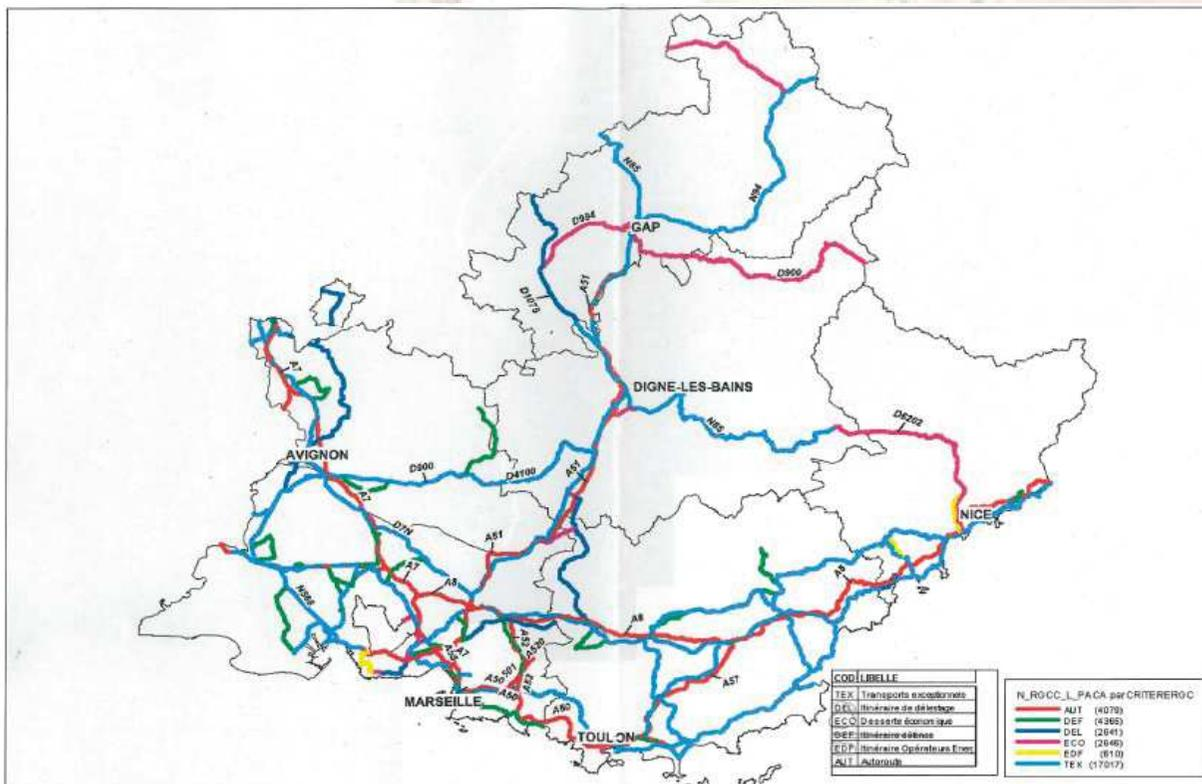 N85
N94
D994
GAP
D900
A51
D1075
A7
DIGNE-LES-BAINS
N85
D6202
AVIGNON
D900
D4100
A51
A7
NICE
D7N
A51
A7
A8
A8
N568
A8
A52
A520
A7
A55
A50
A501
A52
A50
A57
MARSEILLE
A50
TOULON
COD LIBELLE
TEX Transports exceptionnels
DEL Itinéraire de délestage
ECO Desserte économique
DEF Itinéraire défense
EDF Itinéraire Opérateurs Ener
AUT Autoroute
N_RGCC_L_PACA par CRITERERGC
AUT (4079)
DEF (4365)
DEL (2641)
ECO (2646)
EDF (610)
TEX (17017)